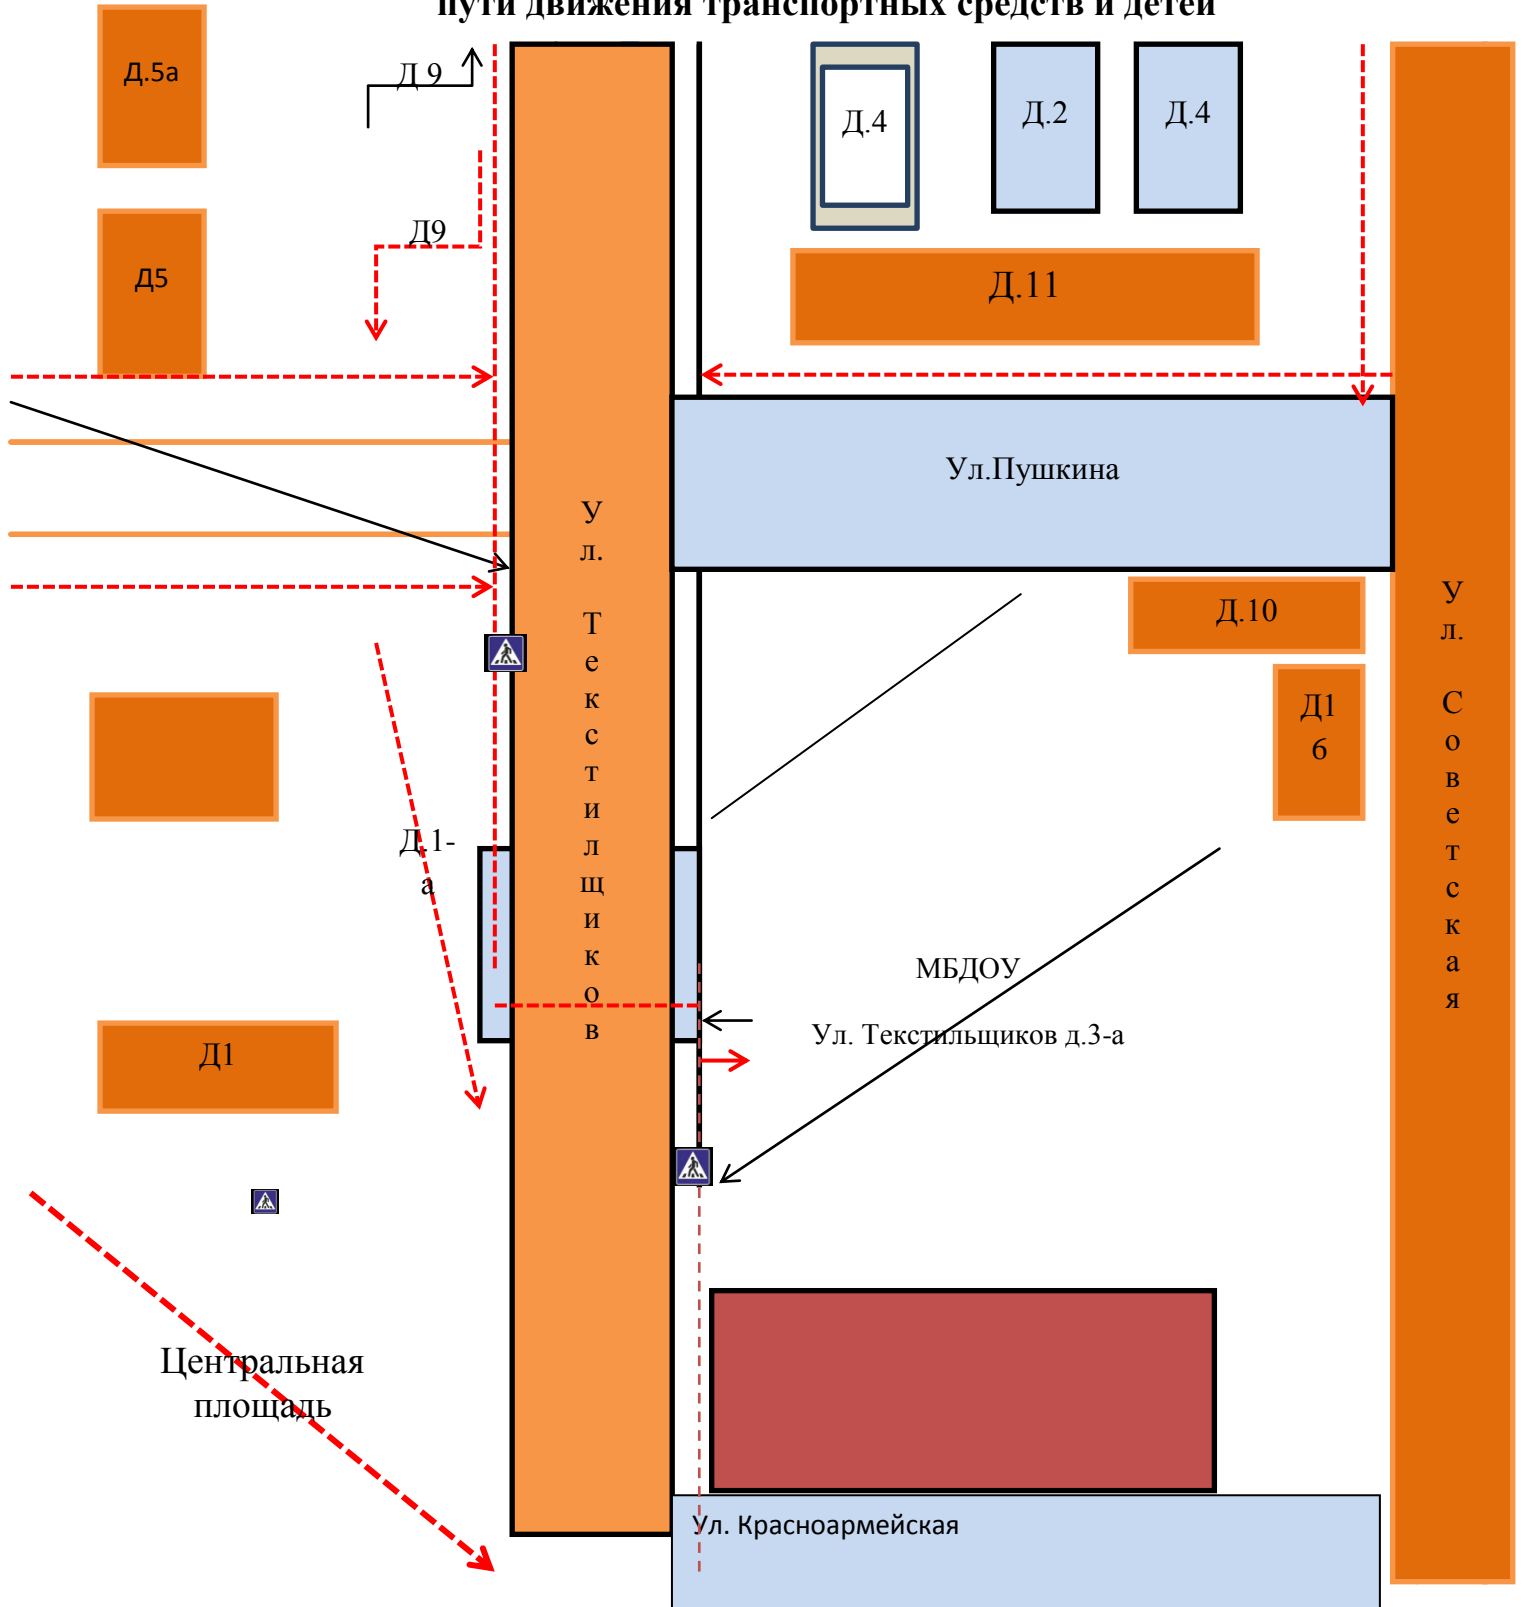 пути движения транспортных средств и детей
Д.5а
Д 9
Д.4
Д.2
Д.4
Д9
Д5
Д.11
Ул.Пушкина
У
л.
Т
е
к
с
т
и
л
щ
и
к
о
в
Д.10
У
л.
С
о
в
е
т
с
к
а
я
Д1
6
Д.1-
а
МБДОУ
Ул. Текстильщиков д.3-а
Д1
Центральная
площадь
Ул. Красноармейская